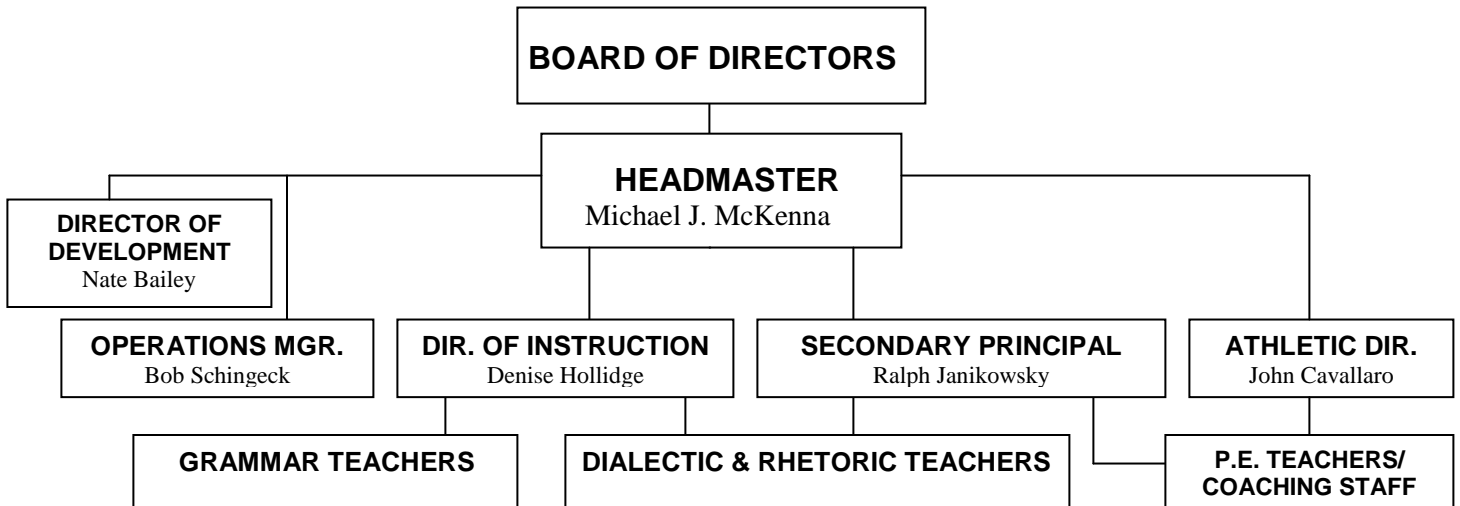 BOARD OF DIRECTORS
HEADMASTER
Michael J. McKenna
DIRECTOR OF
DEVELOPMENT
Nate Bailey
OPERATIONS MGR.
Bob Schingeck
DIR. OF INSTRUCTION
Denise Hollidge
SECONDARY PRINCIPAL
Ralph Janikowsky
ATHLETIC DIR.
John Cavallaro
GRAMMAR TEACHERS
DIALECTIC & RHETORIC TEACHERS
P.E. TEACHERS/
COACHING STAFF